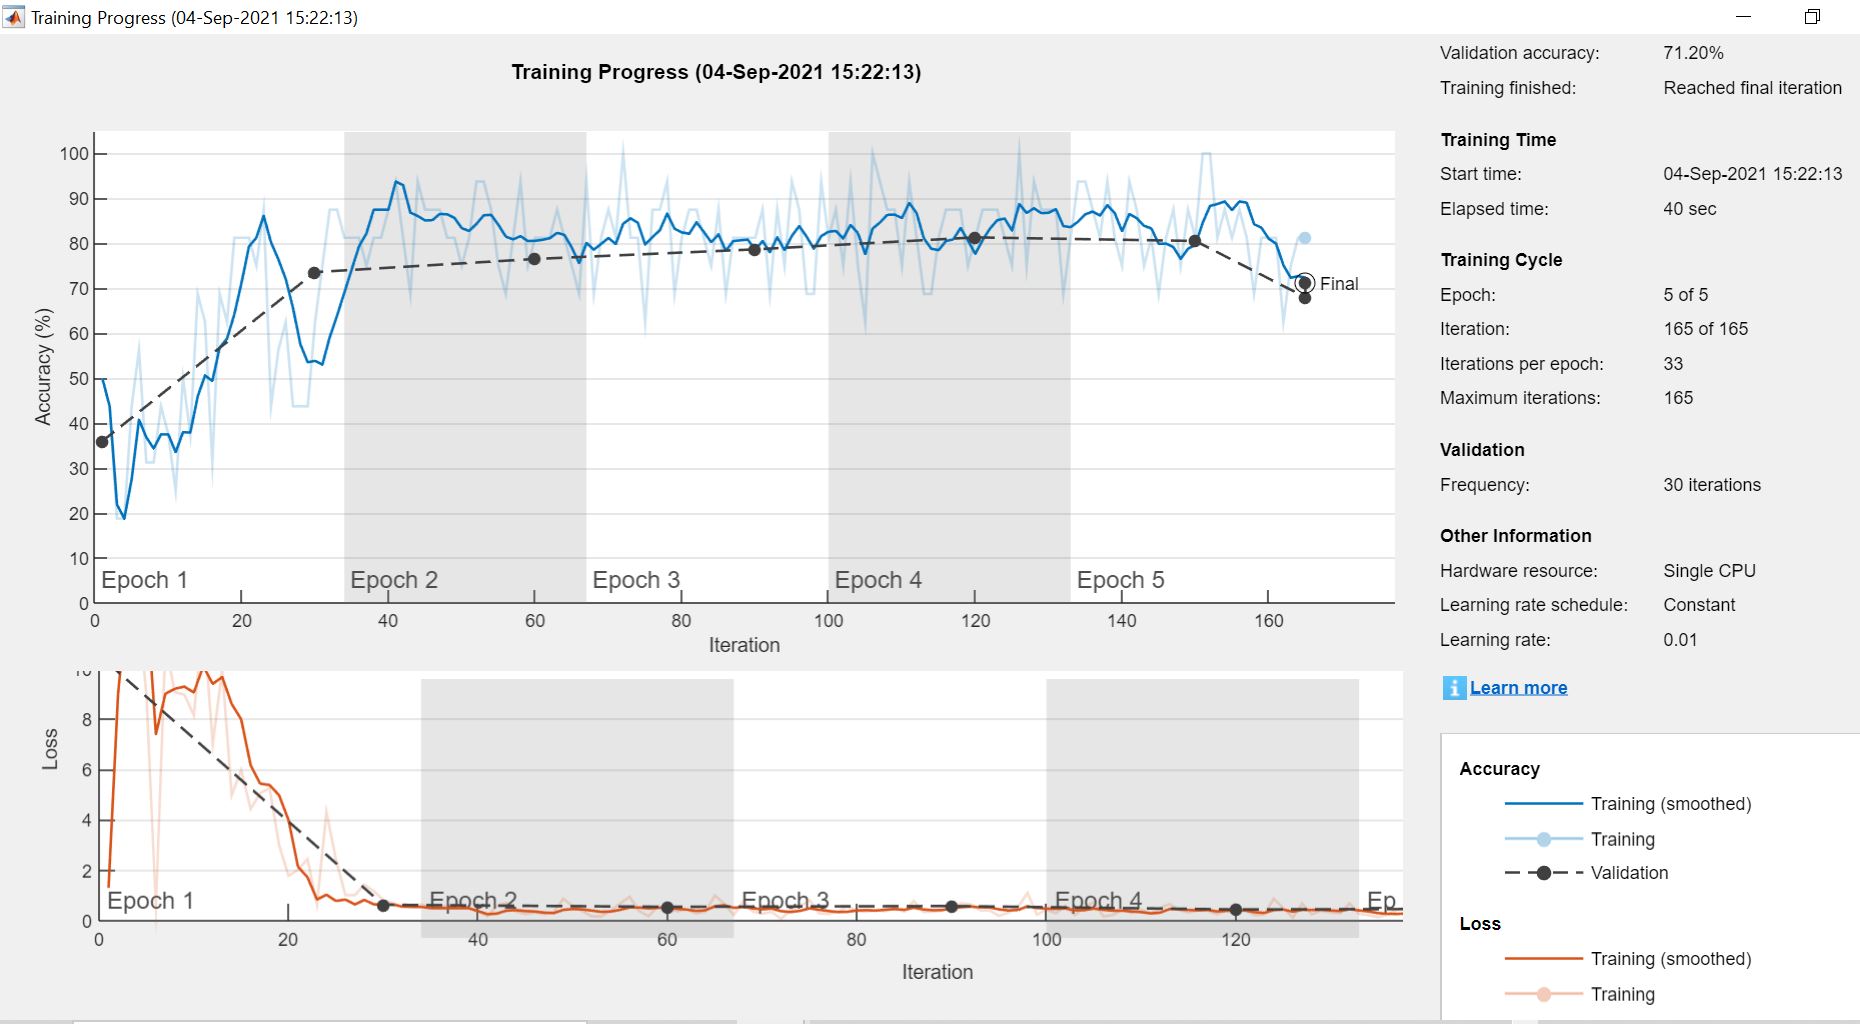 Training Progress (04-Sep-2021 15:22:13)
Training Progress (04-Sep-2021 15:22:13)
100
90
80
70
60
50
40
30
20
10
0
Accuracy (%)
Final
Epoch 1 Epoch 2 Epoch 3 Epoch 4 Epoch 5
0 20 40 60 80 100 120 140 160
Iteration
10
8
6
4
2
0
Loss
Epoch 1 Epoch 2 Epoch 3 Epoch 4 Ep
0 20 40 60 80 100 120
Iteration
Validation accuracy: 71.20%
Training finished: Reached final iteration
Training Time
Start time: 04-Sep-2021 15:22:13
Elapsed time: 40 sec
Training Cycle
Epoch: 5 of 5
Iteration: 165 of 165
Iterations per epoch: 33
Maximum iterations: 165
Validation
Frequency: 30 iterations
Other Information
Hardware resource: Single CPU
Learning rate schedule: Constant
Learning rate: 0.01
i Learn more
Accuracy
Training (smoothed)
Training
Validation
Loss
Training (smoothed)
Training